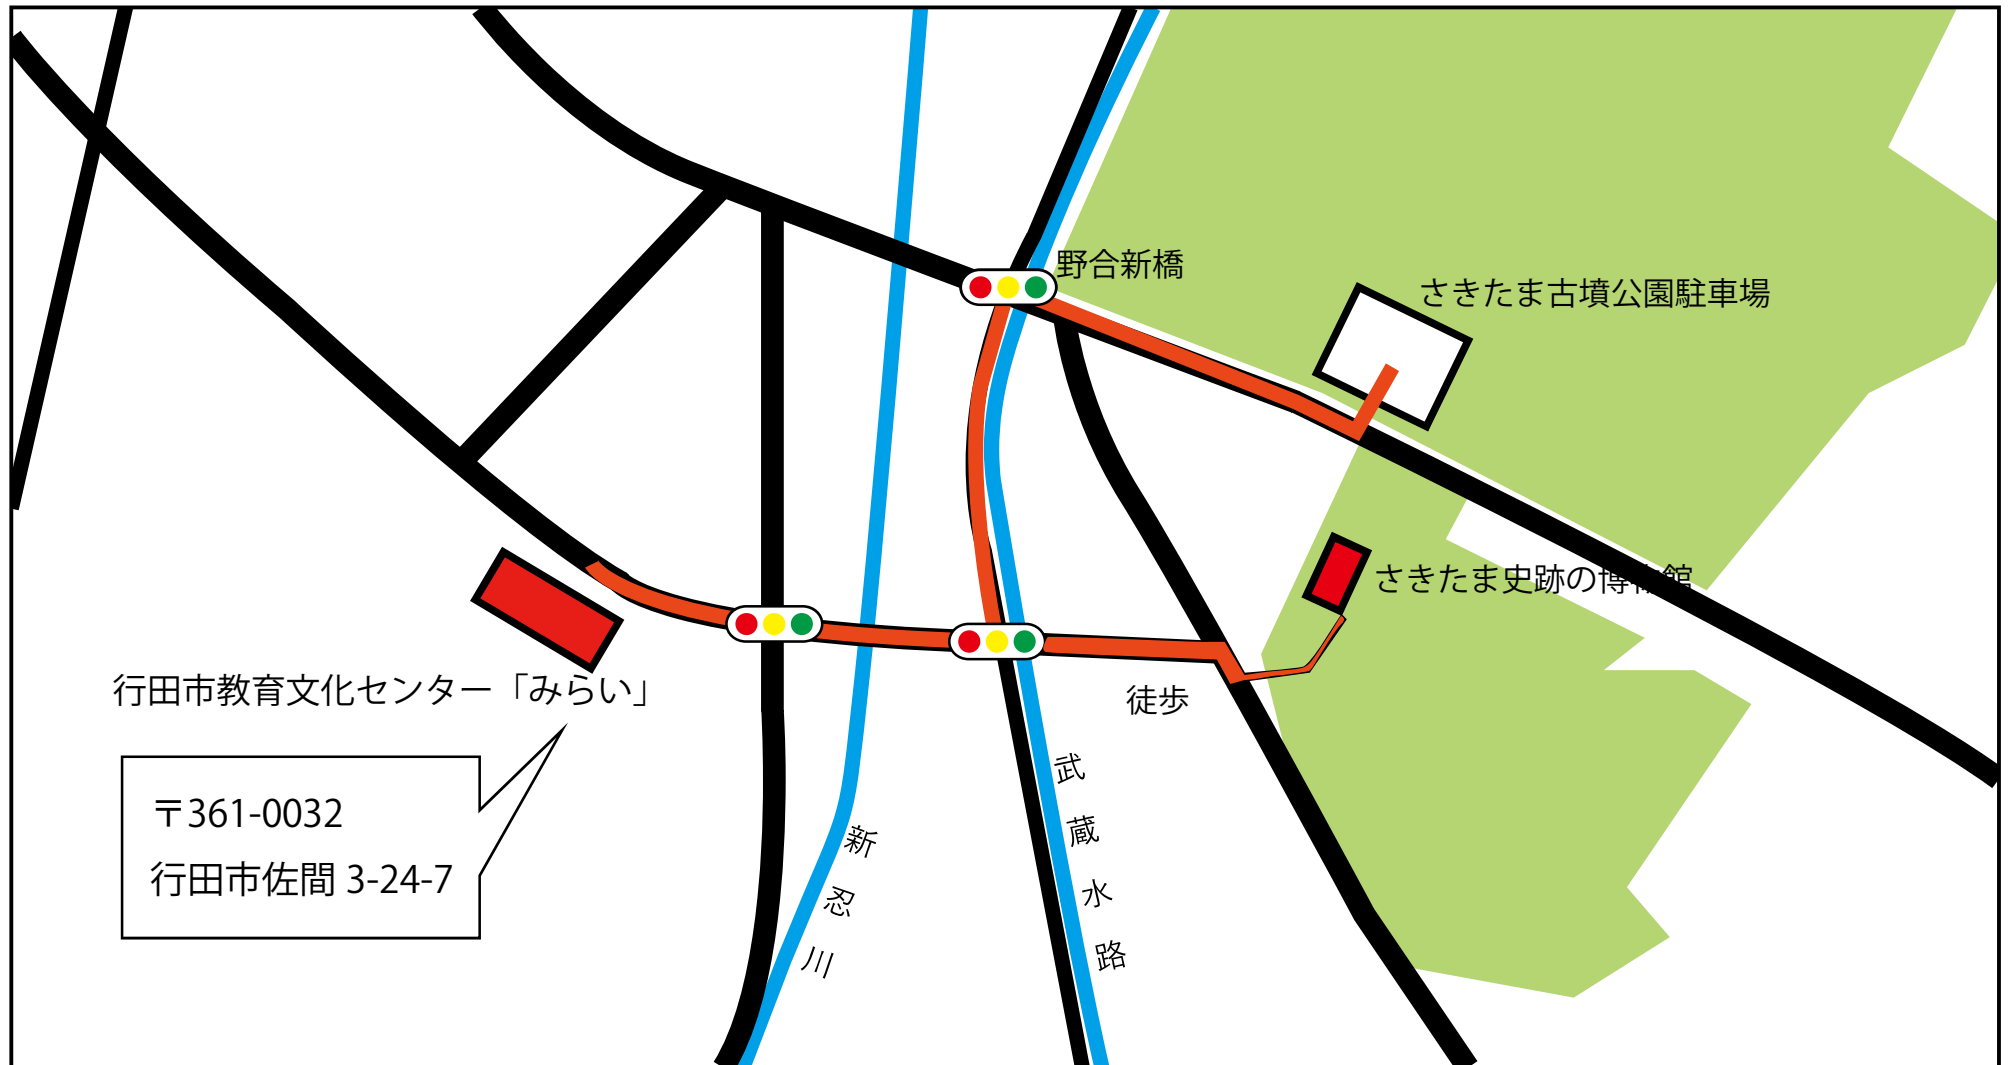 野合新橋
さきたま古墳公園駐車場
さきたま史跡の博物館
行田市教育文化センター「みらい」
徒歩
〒361-0032
行田市佐間 3-24-7
新忍川
武蔵水路